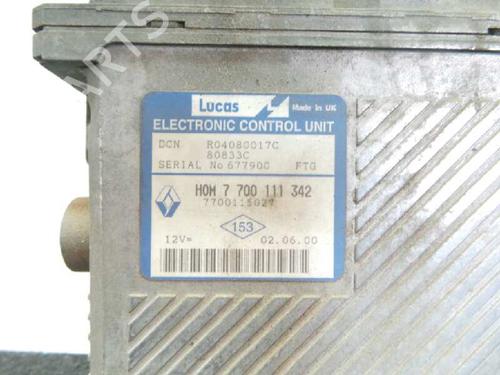 PARTS
Lucas Made in UK
ELECTRONIC CONTROL UNIT
DCN R04080017C
80833C
SERIAL No 677900 FTG
HOM 7 700 111 342
7700115027
153
12V= 02.06.00